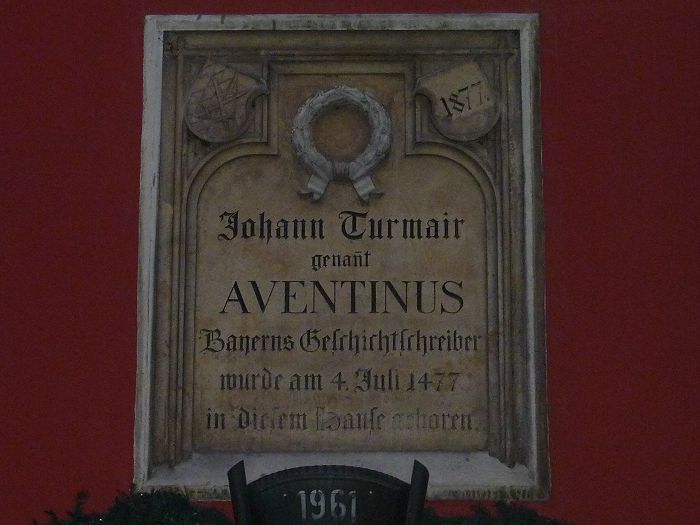 1877.
Johann Turmair
genañt
AVENTINUS
Bayerns Geſchichtſchreiber
wurde am 4. Juli 1477
in dieſem Hauſe geboren.
1961